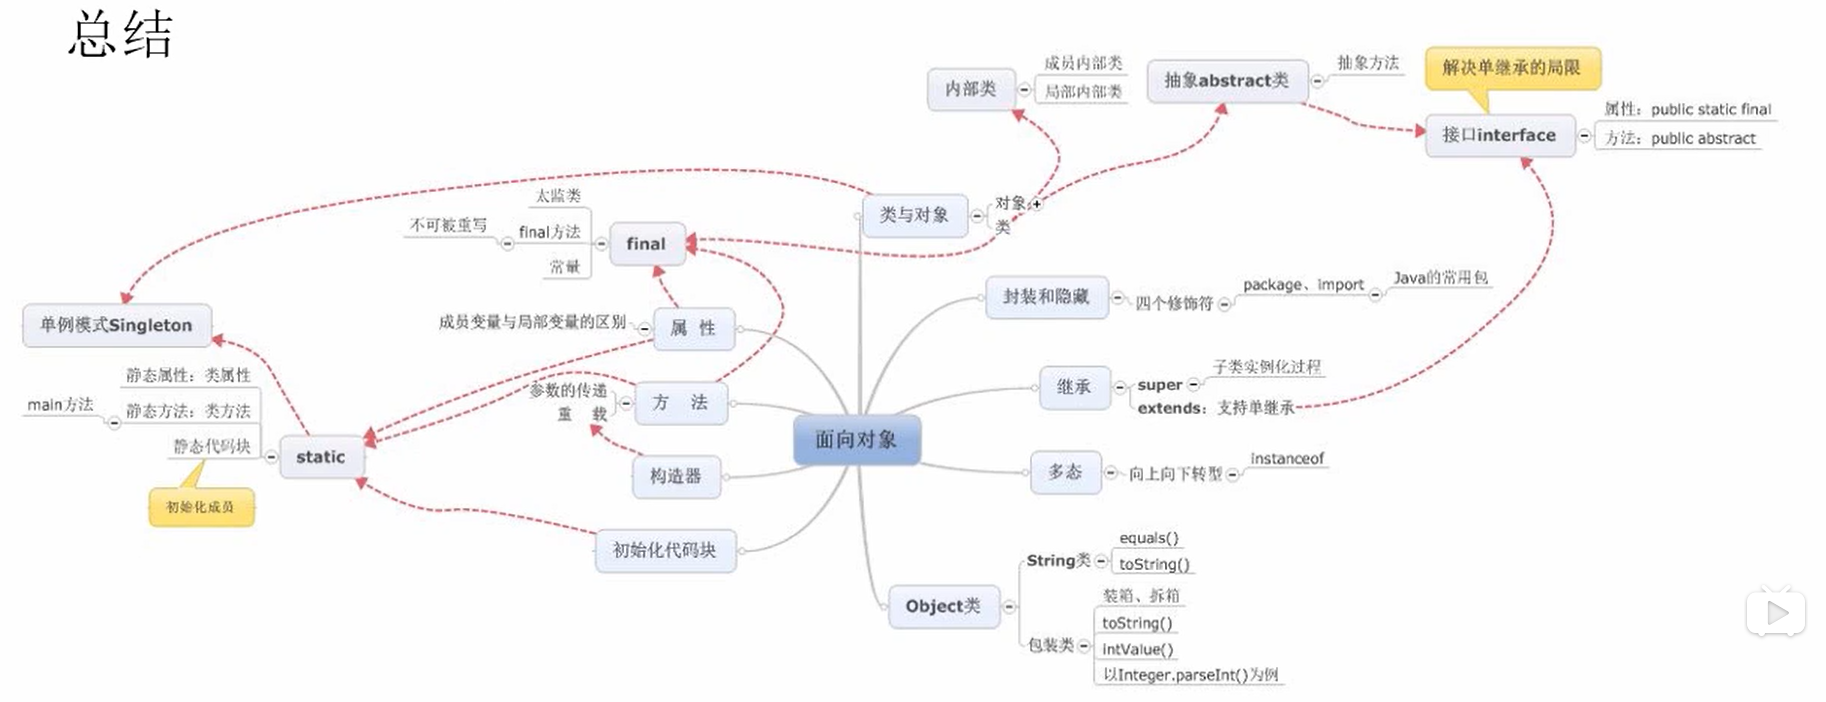 总结
内部类
成员内部类
局部内部类
抽象abstract类
抽象方法
解决单继承的局限
接口interface
属性：public static final
方法：public abstract
类与对象
对象
类
太监类
不可被重写
final方法
常量
final
封装和隐藏
四个修饰符
package、import
Java的常用包
单例模式Singleton
成员变量与局部变量的区别
属 性
静态属性：类属性
main方法
静态方法：类方法
静态代码块
static
初始化成员
参数的传递
重 载
方 法
继承
super
子类实例化过程
extends：支持单继承
面向对象
构造器
多态
向上向下转型
instanceof
初始化代码块
Object类
String类
equals()
toString()
包装类
装箱、拆箱
toString()
intValue()
以Integer.parseInt()为例